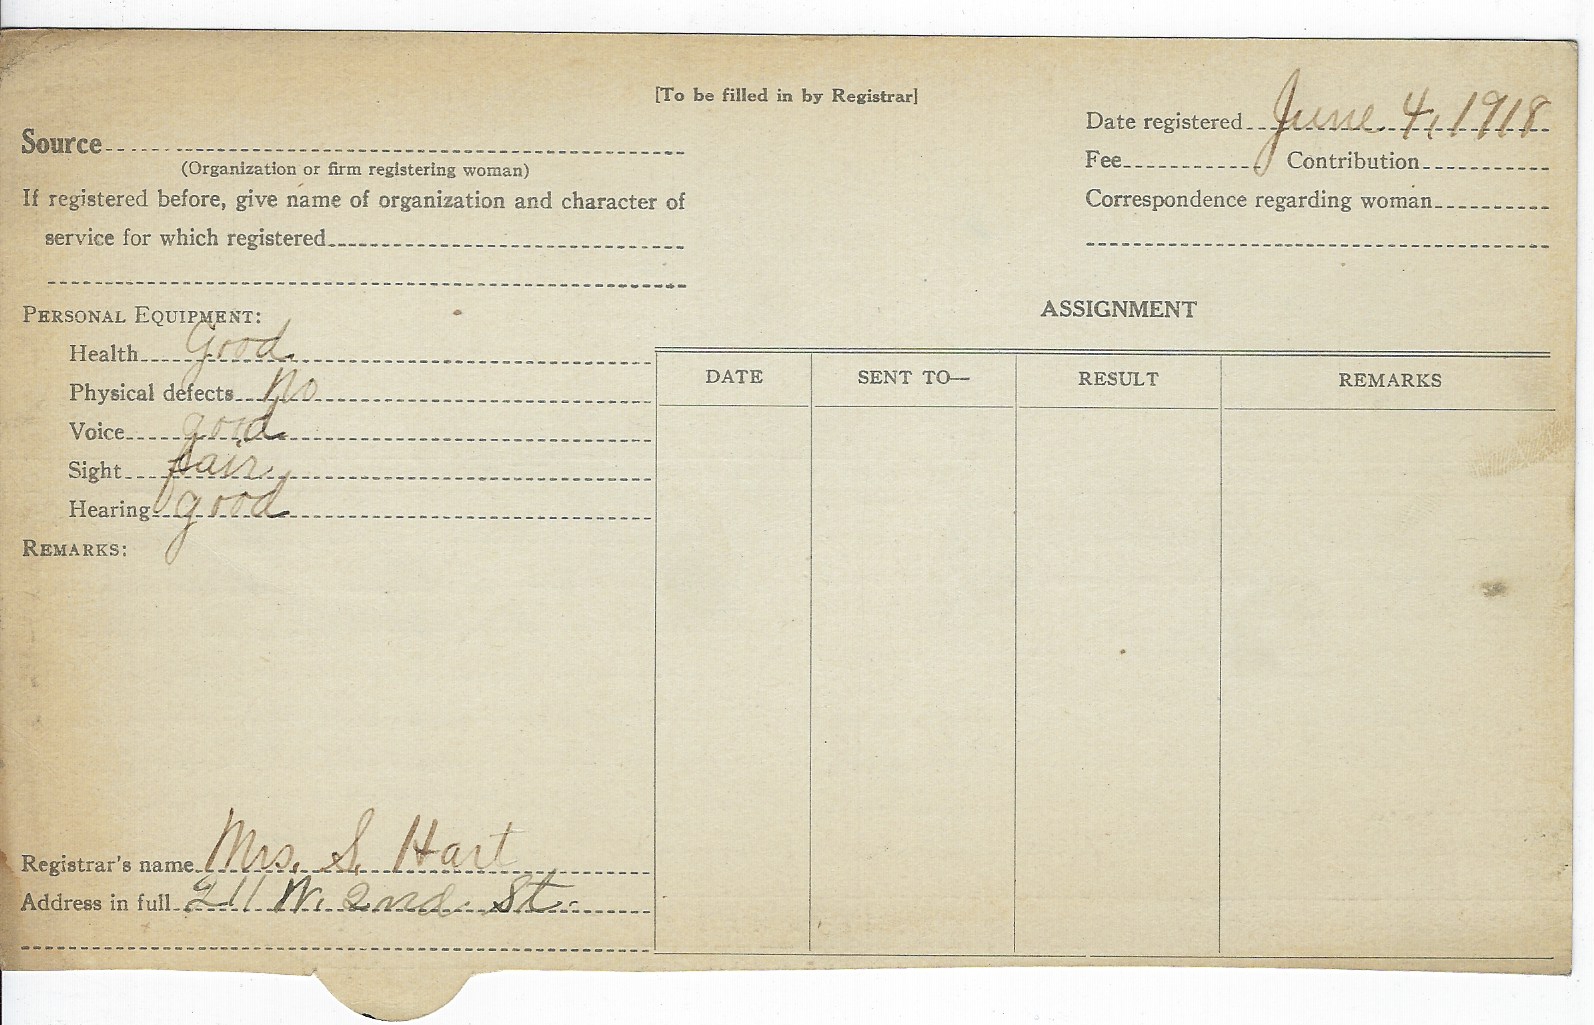 [To be filled in by Registrar]
Source
(Organization or firm registering woman)
If registered before, give name of organization and character of
service for which registered
Date registered June 4, 1918
Fee Contribution
Correspondence regarding woman
PERSONAL EQUIPMENT:
Health Good
Physical defects No
Voice good
Sight fair
Hearing good
REMARKS:
ASSIGNMENT
DATE SENT TO— RESULT REMARKS
Registrar's name Mrs. S. Hart
Address in full 211 W. 2nd St.